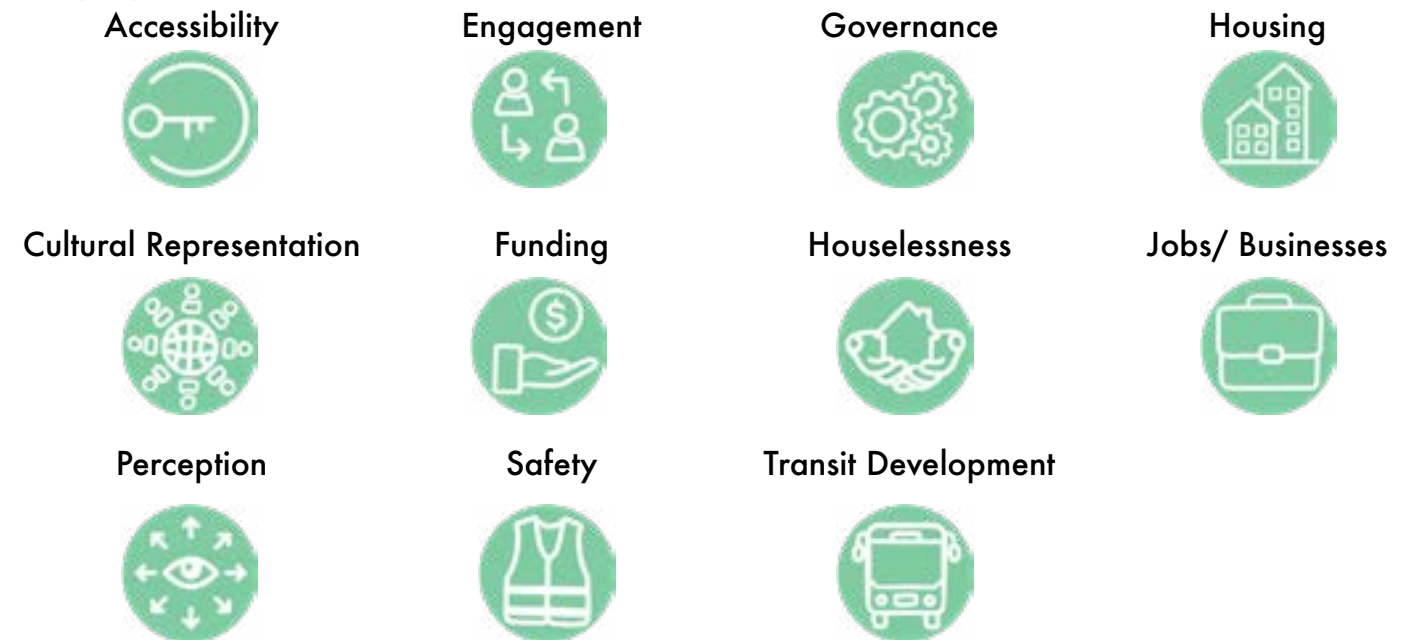 Accessibility
Engagement
Governance
Housing
Cultural Representation
Funding
Houselessness
Jobs/ Businesses
Perception
Safety
Transit Development